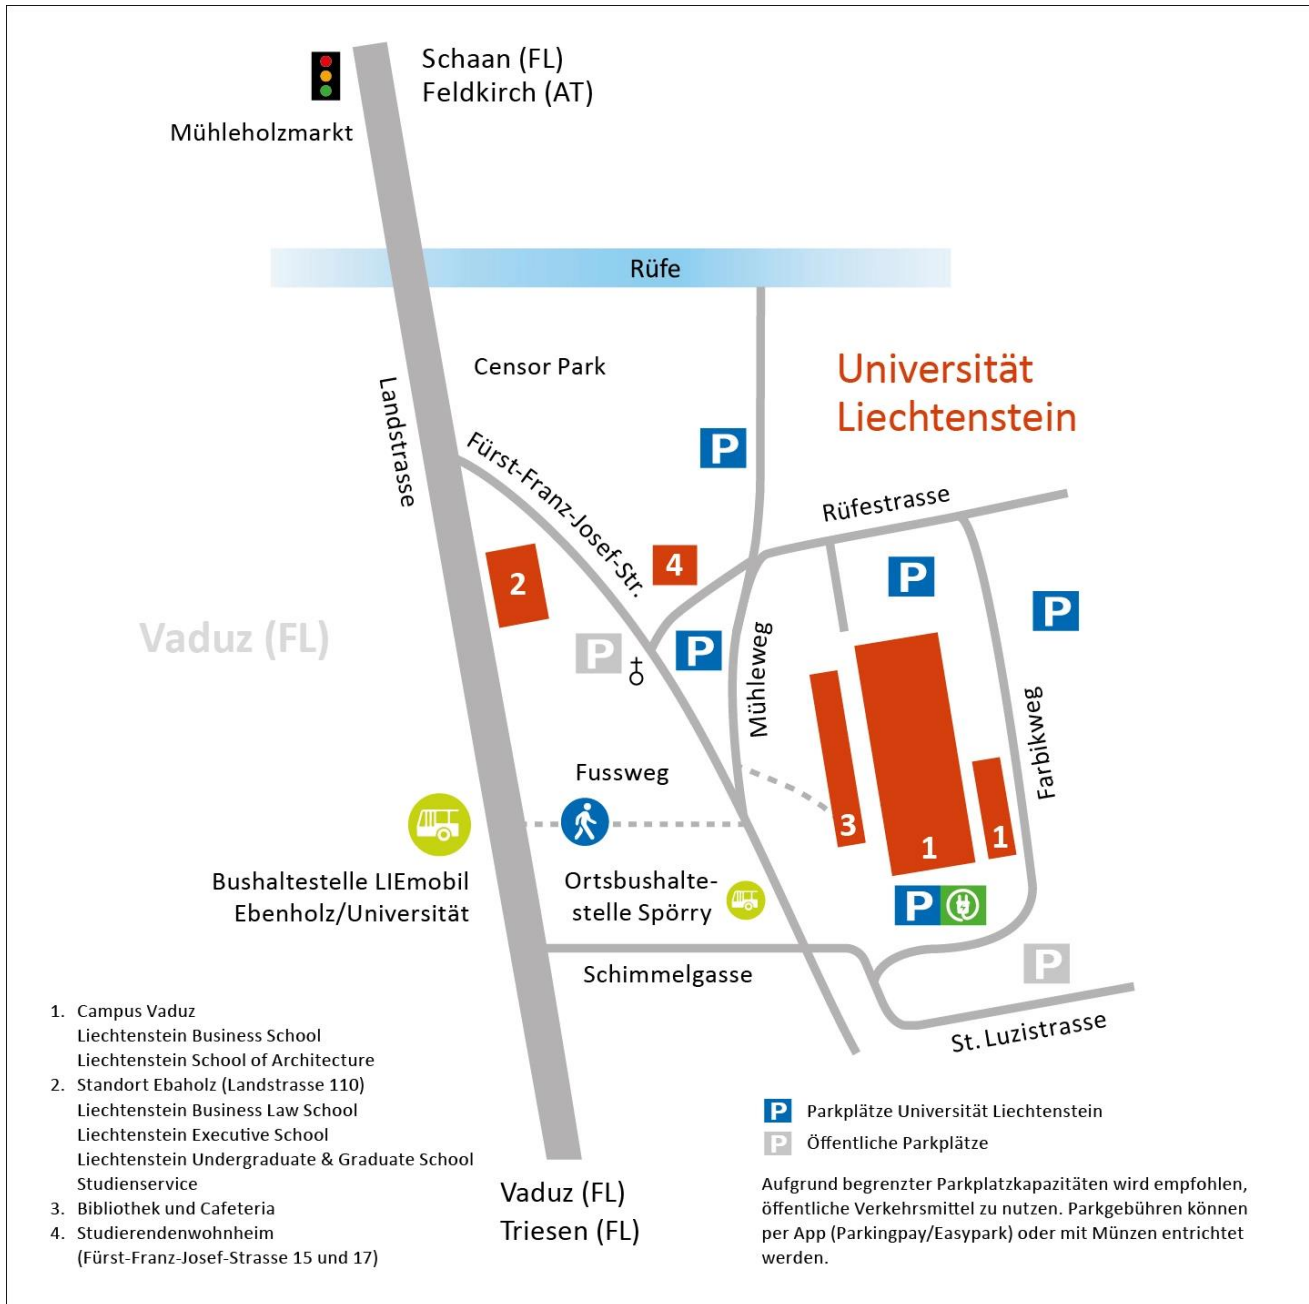 Schaan (FL)
Feldkirch (AT)
Mühleholzmarkt
Rüfe
Censor Park
Universität
Liechtenstein
Landstrasse
Fürst-Franz-Josef-Str.
P
Rüfestrasse
4
2
P
P
Vaduz (FL)
P
P
Mühleweg
Farbikweg
Fussweg
3
1
1
Bushaltestelle LIEmobil
Ebenholz/Universität
Ortsbushalte-
stelle Spörry
P
Schimmelgasse
P
St. Luzistrasse
1. Campus Vaduz
Liechtenstein Business School
Liechtenstein School of Architecture
2. Standort Ebaholz (Landstrasse 110)
Liechtenstein Business Law School
Liechtenstein Executive School
Liechtenstein Undergraduate & Graduate School
Studienservice
3. Bibliothek und Cafeteria
4. Studierendenwohnheim
(Fürst-Franz-Josef-Strasse 15 und 17)
Vaduz (FL)
Triesen (FL)
P Parkplätze Universität Liechtenstein
P Öffentliche Parkplätze
Aufgrund begrenzter Parkplatzkapazitäten wird empfohlen,
öffentliche Verkehrsmittel zu nutzen. Parkgebühren können
per App (Parkingpay/Easypark) oder mit Münzen entrichtet
werden.